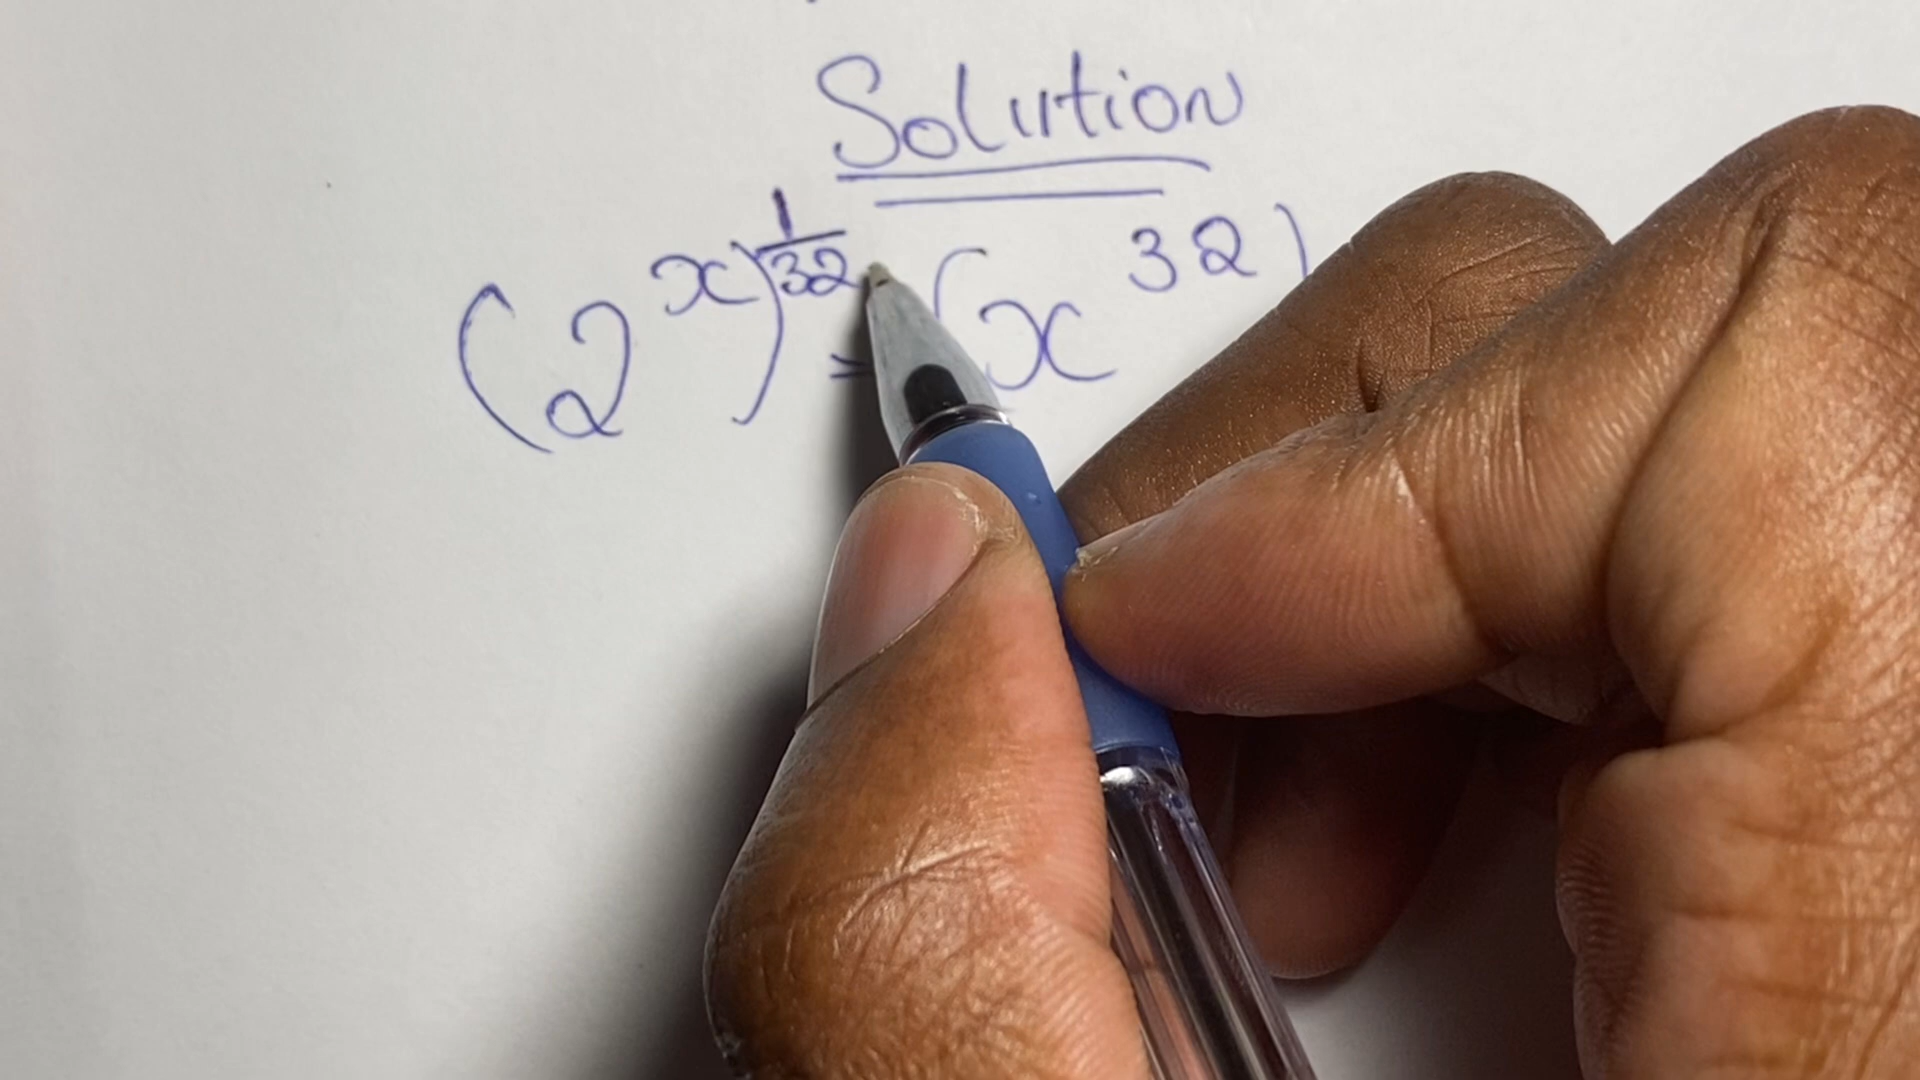 Solution
(2^x)^1/32 = (x^32)